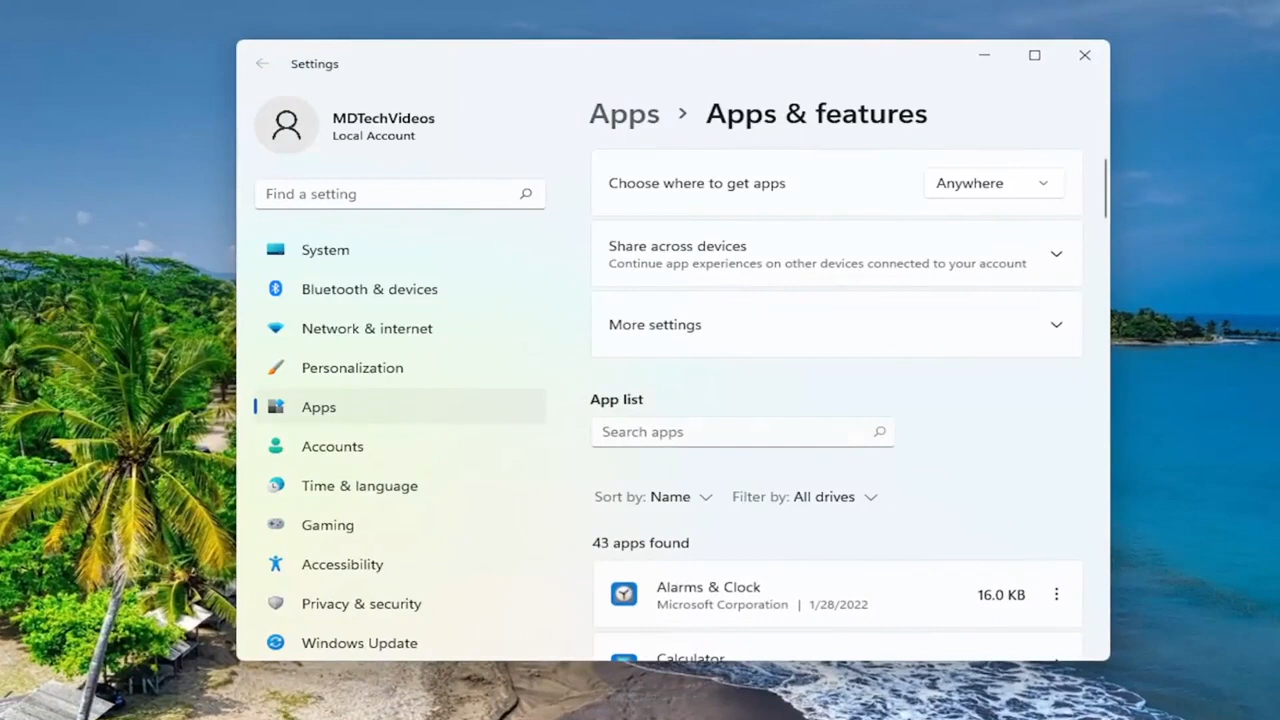 Settings
MDTechVideos
Local Account
Find a setting
System
Bluetooth & devices
Network & internet
Personalization
Apps
Accounts
Time & language
Gaming
Accessibility
Privacy & security
Windows Update
Apps > Apps & features
Choose where to get apps
Anywhere
Share across devices
Continue app experiences on other devices connected to your account
More settings
App list
Search apps
Sort by: Name
Filter by: All drives
43 apps found
Alarms & Clock
Microsoft Corporation | 1/28/2022
16.0 KB
Calculator